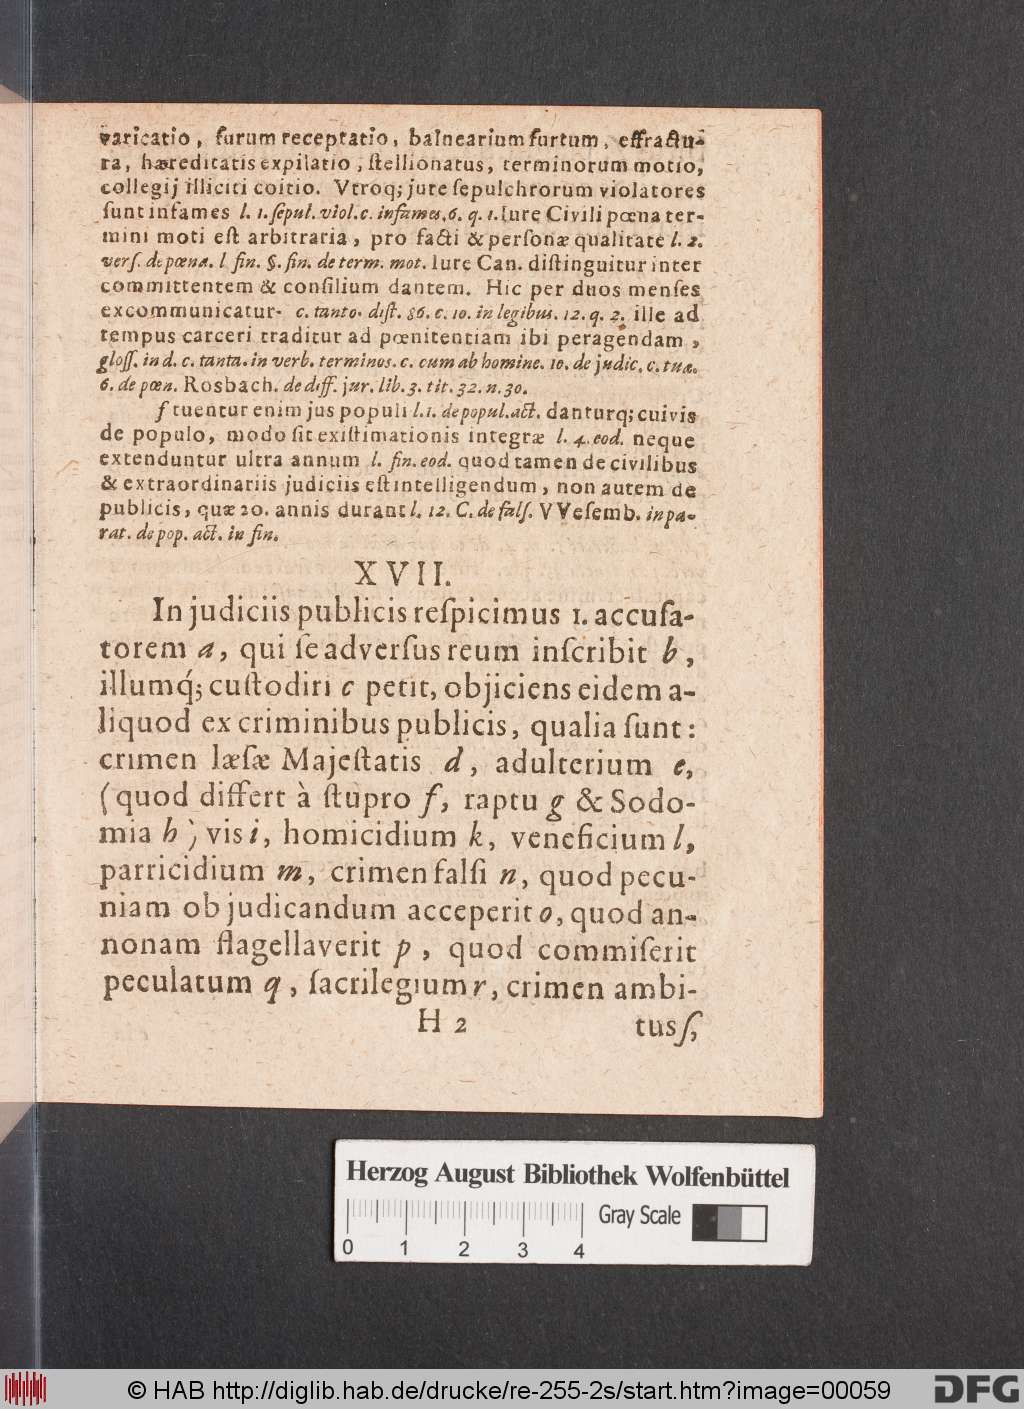 varicatio, furum receptatio, balnearium furtum, effractu-
ra, hæreditatis expilatio, ſtellionatus, terminorum motio,
collegij illiciti coitio. Vtroq; jure ſepulchrorum violatores
ſunt infames l. 1. ſepul. viol. c. infames. 6. q. 1. Iure Civili pœna ter-
mini moti eſt arbitraria, pro facti & perſonæ qualitate l. 2.
verſ. de pœna. l. fin. §. fin. de term. mot. Iure Can. diſtinguitur inter
committentem & conſilium dantem. Hic per duos menſes
excommunicatur. c. tanto. diſt. 86. c. 10. in legibus. 12. q. 2. ille ad
tempus carceri traditur ad pœnitentiam ibi peragendam,
gloſſ. in d. c. tanta. in verb. terminos. c. cum ab homine. 10. de judic. c. tuæ.
6. de pœn. Rosbach. de diff. jur. lib. 3. tit. 32. n. 30.
f tuentur enim jus populi l. 1. de popul. act. danturq; cuivis
de populo, modo ſit exiſtimationis integræ l. 4. eod. neque
extenduntur ultra annum l. fin. eod. quod tamen de civilibus
& extraordinariis judiciis eſt intelligendum, non autem de
publicis, quæ 20. annis durant l. 12. C. de falſ. VVeſemb. in pa-
rat. de pop. act. in fin.
XVII.
In judiciis publicis reſpicimus 1. accuſa-
torem a, qui ſe adverſus reum inſcribit b,
illumq́; cuſtodiri c petit, objiciens eidem a-
liquod ex criminibus publicis, qualia ſunt:
crimen læſæ Majeſtatis d, adulterium e,
(quod differt à ſtupro f, raptu g & Sodo-
mia h) vis i, homicidium k, veneficium l,
parricidium m, crimen falſi n, quod pecu-
niam ob judicandum acceperit o, quod an-
nonam flagellaverit p, quod commiſerit
peculatum q, ſacrilegium r, crimen ambi-
H 2 tus ſ,
Herzog August Bibliothek Wolfenbüttel
Gray Scale
0 1 2 3 4
© HAB http://diglib.hab.de/drucke/re-255-2s/start.htm?image=00059 DFG